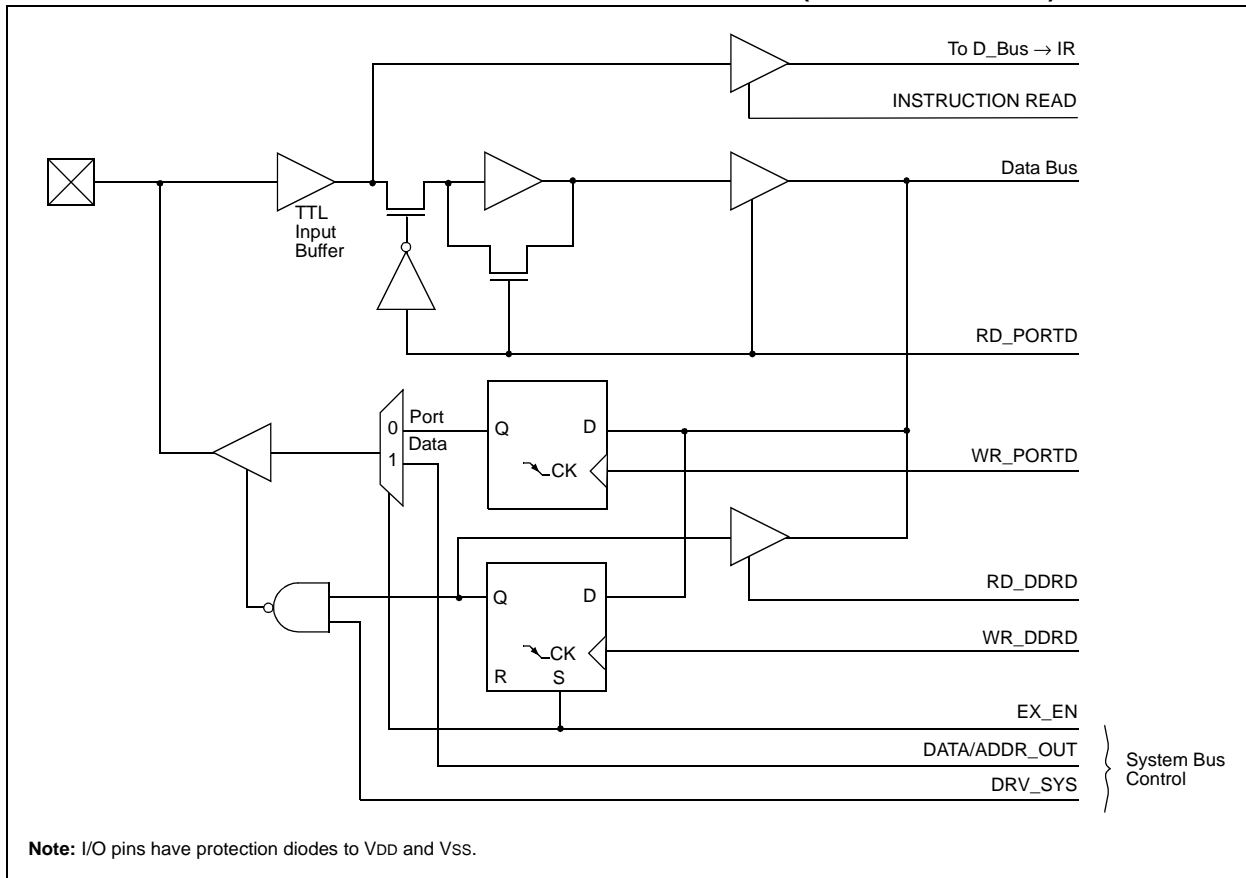 To D_Bus → IR
INSTRUCTION READ
Data Bus
TTL
Input
Buffer
RD_PORTD
0
Port
Data
1
Q
D
CK
WR_PORTD
RD_DDRD
Q
D
CK
R
S
WR_DDRD
EX_EN
DATA/ADDR_OUT
DRV_SYS
System Bus
Control
Note: I/O pins have protection diodes to VDD and VSS.